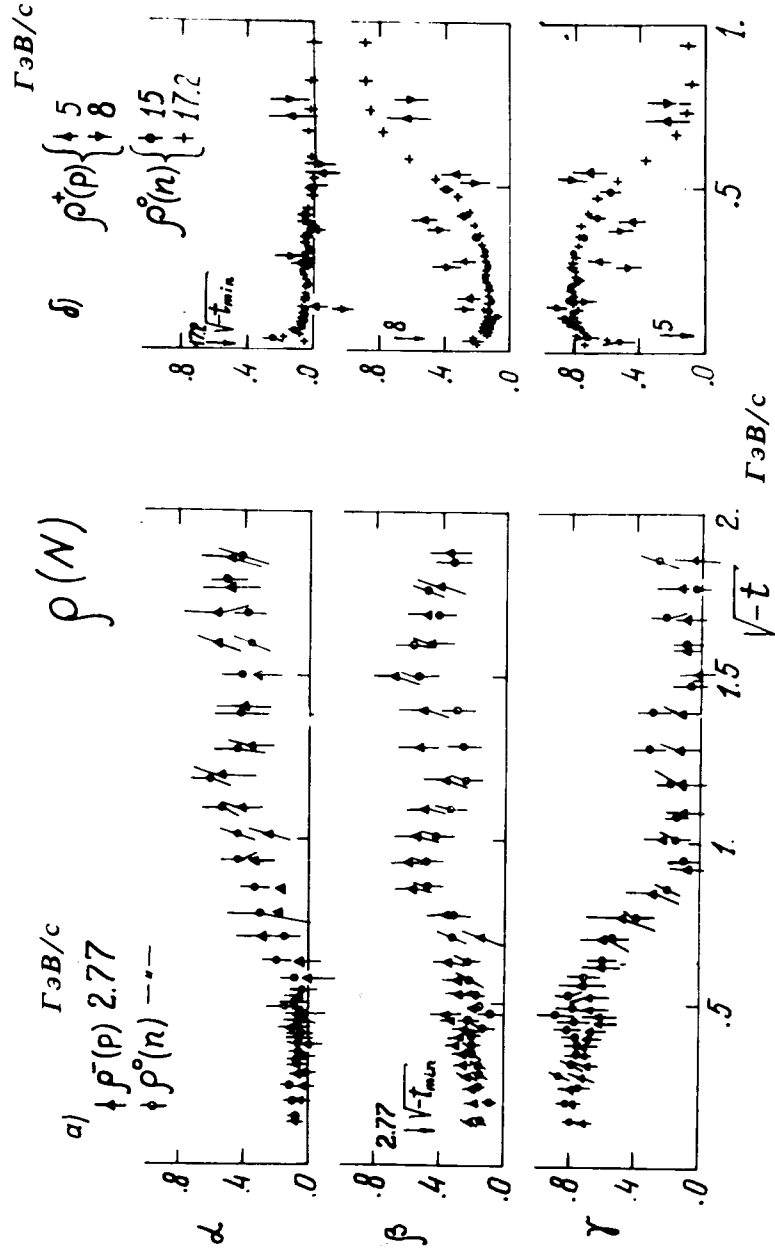 ρ(N)
а)
ГэВ/с
ρ⁻(p) 2.77
ρ⁰(n) —〃—
α
.8
.4
.0
β
.8
.4
.0
2.77
√-t_min
γ
.8
.4
.0
.5
1.
1.5
2.
√-t
ГэВ/с
б)
ГэВ/с
ρ⁺(p) { 5
8
ρ⁰(n) { 15
17.2
.8
.4
.0
17.2
√-t_min
.8
.4
.0
8
.8
.4
.0
5
.5
1.